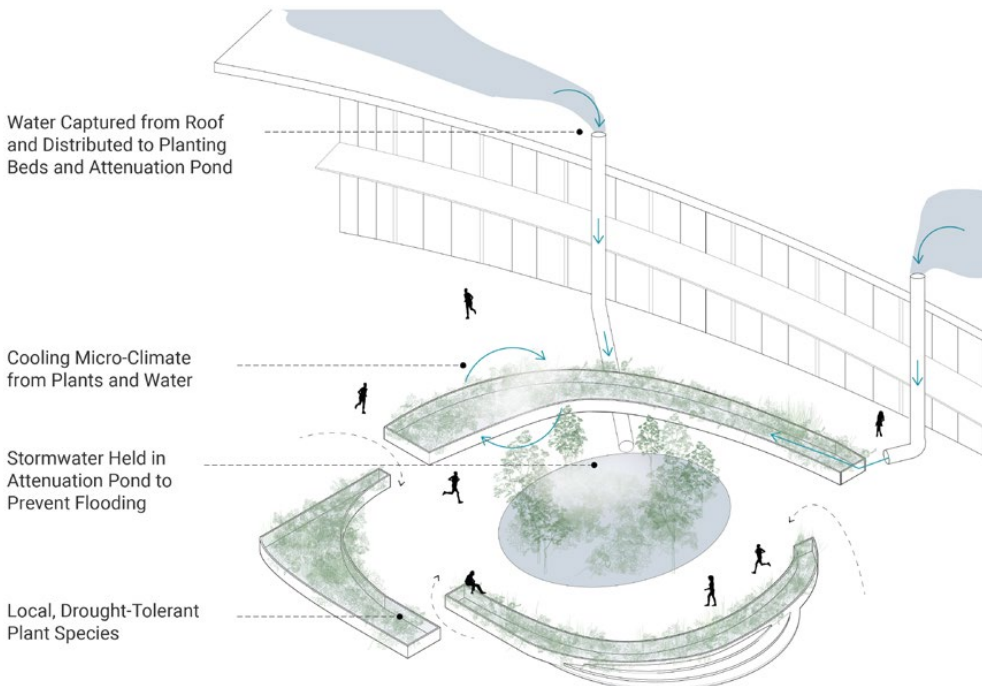 Water Captured from Roof
and Distributed to Planting
Beds and Attenuation Pond
Cooling Micro-Climate
from Plants and Water
Stormwater Held in
Attenuation Pond to
Prevent Flooding
Local, Drought-Tolerant
Plant Species